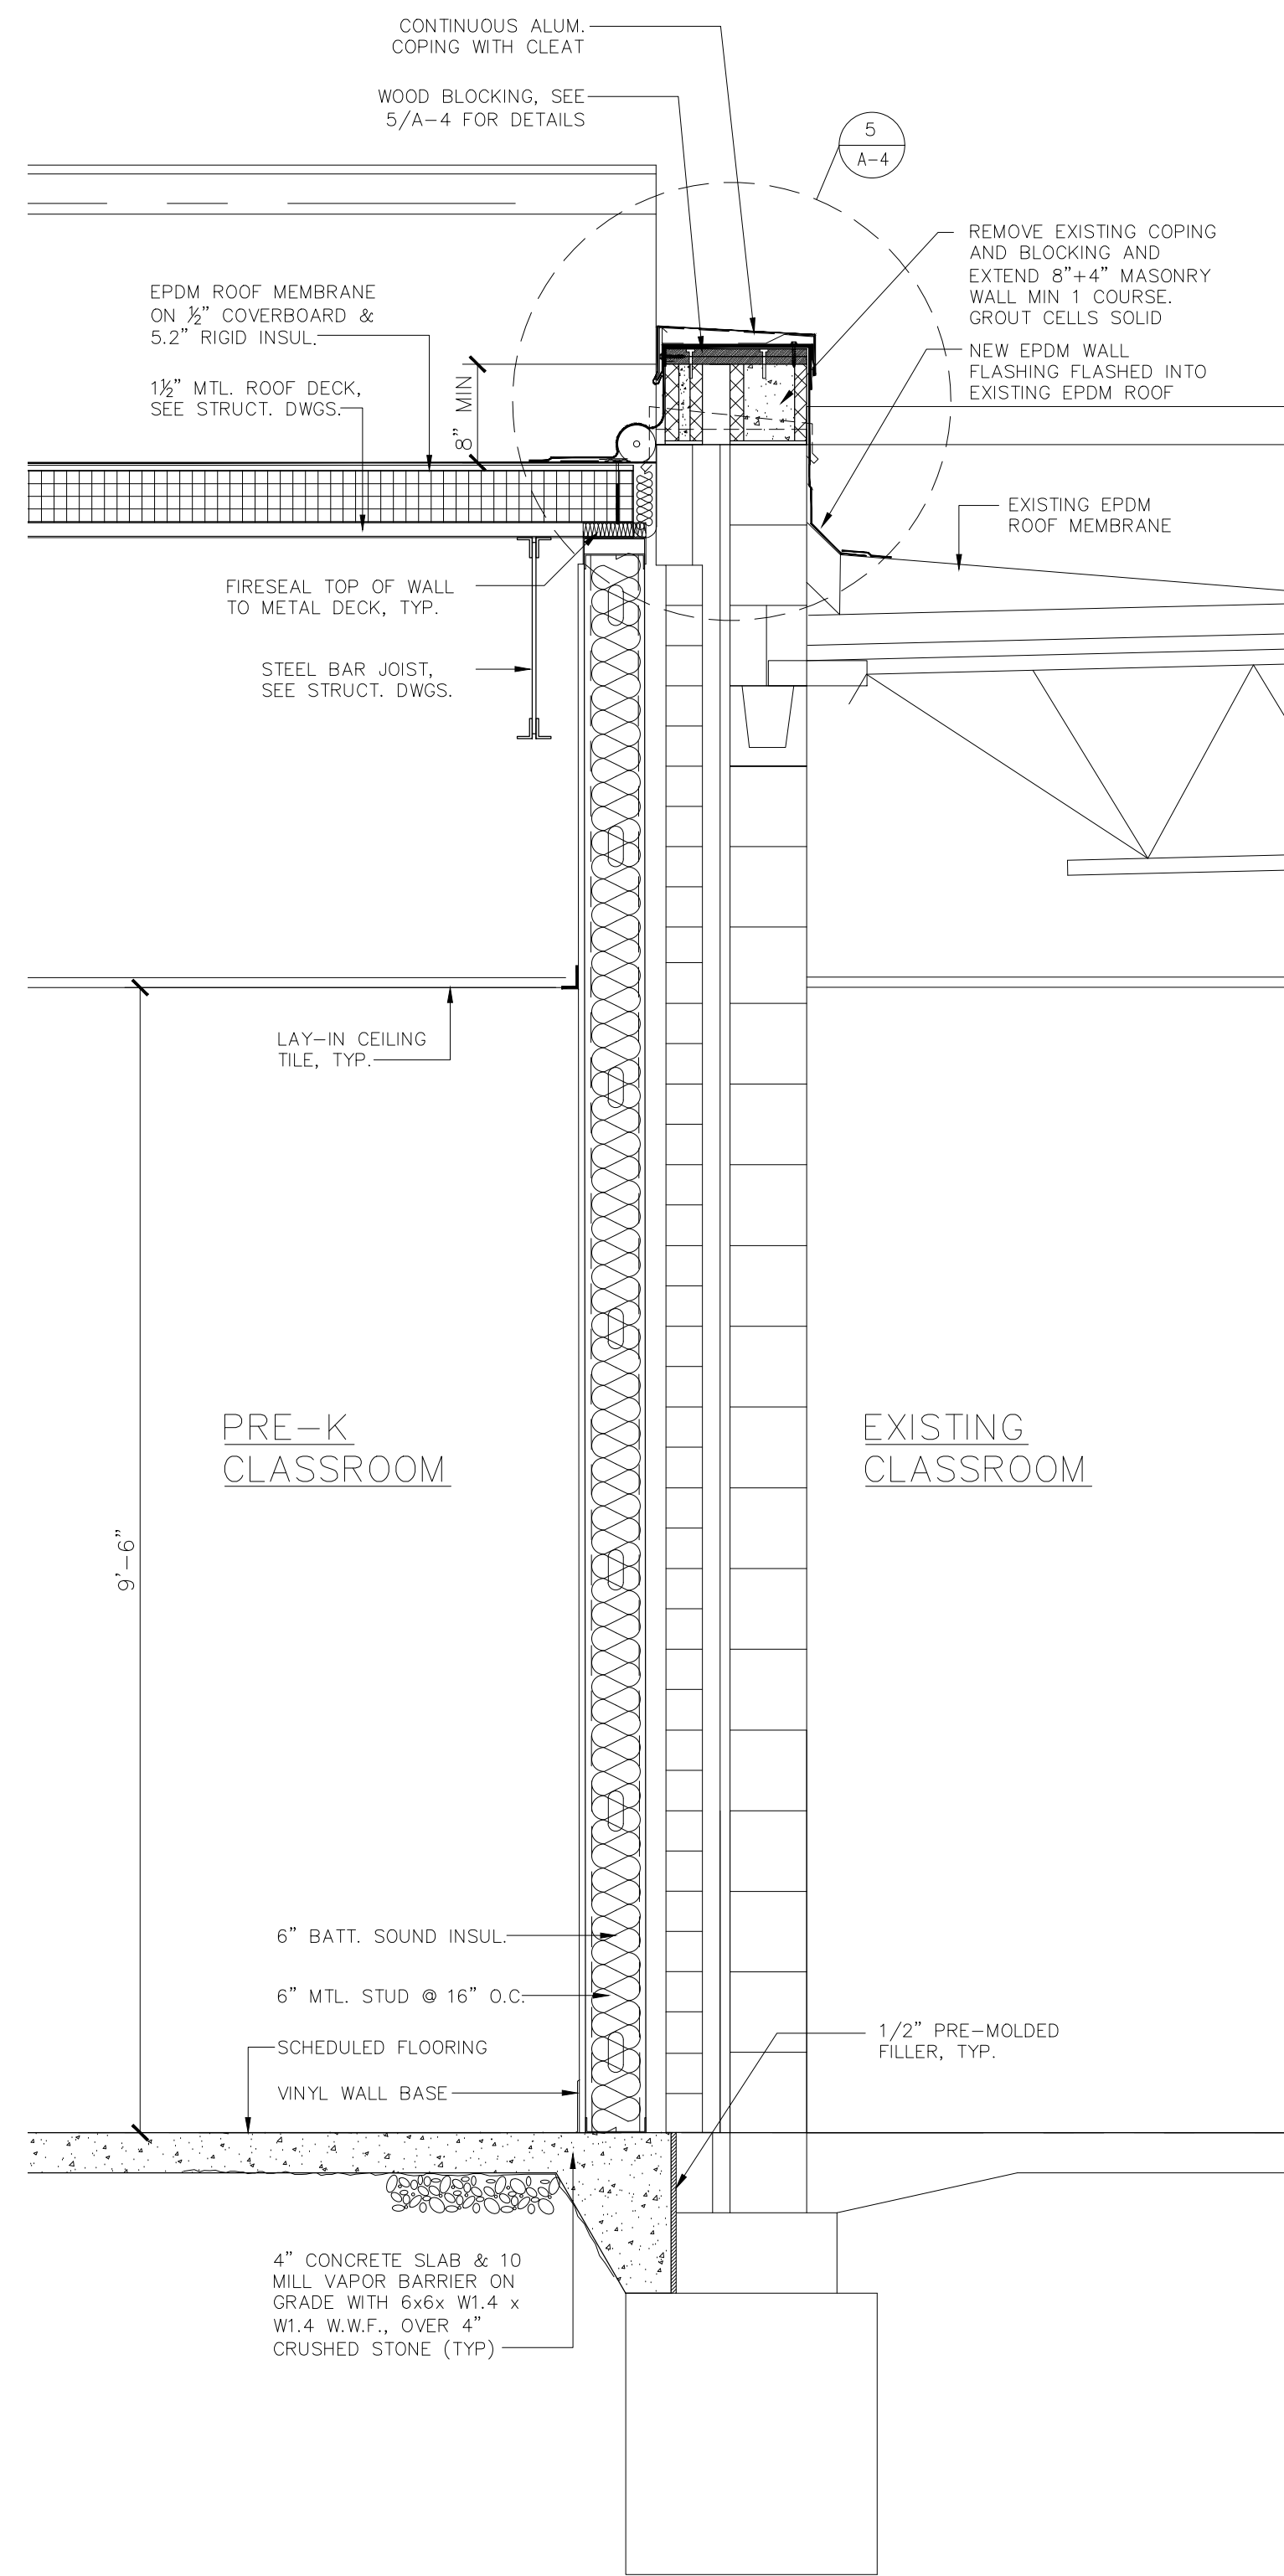 CONTINUOUS ALUM.
COPING WITH CLEAT
WOOD BLOCKING, SEE
5/A-4 FOR DETAILS
5
A-4
REMOVE EXISTING COPING
AND BLOCKING AND
EXTEND 8"+4" MASONRY
WALL MIN 1 COURSE.
GROUT CELLS SOLID
EPDM ROOF MEMBRANE
ON ½" COVERBOARD &
5.2" RIGID INSUL.
NEW EPDM WALL
FLASHING FLASHED INTO
EXISTING EPDM ROOF
1½" MTL. ROOF DECK,
SEE STRUCT. DWGS.
8" MIN
EXISTING EPDM
ROOF MEMBRANE
FIRESEAL TOP OF WALL
TO METAL DECK, TYP.
STEEL BAR JOIST,
SEE STRUCT. DWGS.
LAY-IN CEILING
TILE, TYP.
PRE-K
CLASSROOM
EXISTING
CLASSROOM
9'-6"
6" BATT. SOUND INSUL.
6" MTL. STUD @ 16" O.C.
SCHEDULED FLOORING
VINYL WALL BASE
1/2" PRE-MOLDED
FILLER, TYP.
4" CONCRETE SLAB & 10
MILL VAPOR BARRIER ON
GRADE WITH 6x6x W1.4 x
W1.4 W.W.F., OVER 4"
CRUSHED STONE (TYP)